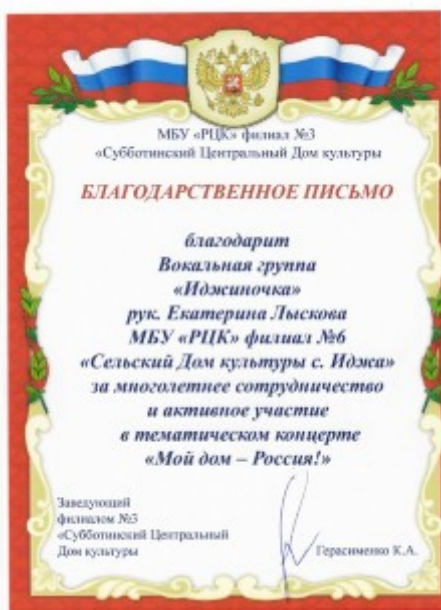 МБУ «РЦК» филиал №3
«Субботинский Центральный Дом культуры
БЛАГОДАРСТВЕННОЕ ПИСЬМО
благодарит
Вокальная группа
«Иджиночка»
рук. Екатерина Лыскова
МБУ «РЦК» филиал №6
«Сельский Дом культуры с. Иджа»
за многолетнее сотрудничество
и активное участие
в тематическом концерте
«Мой дом – Россия!»
Заведующий
филиалом №3
«Субботинский Центральный
Дом культуры
Герасименко К.А.